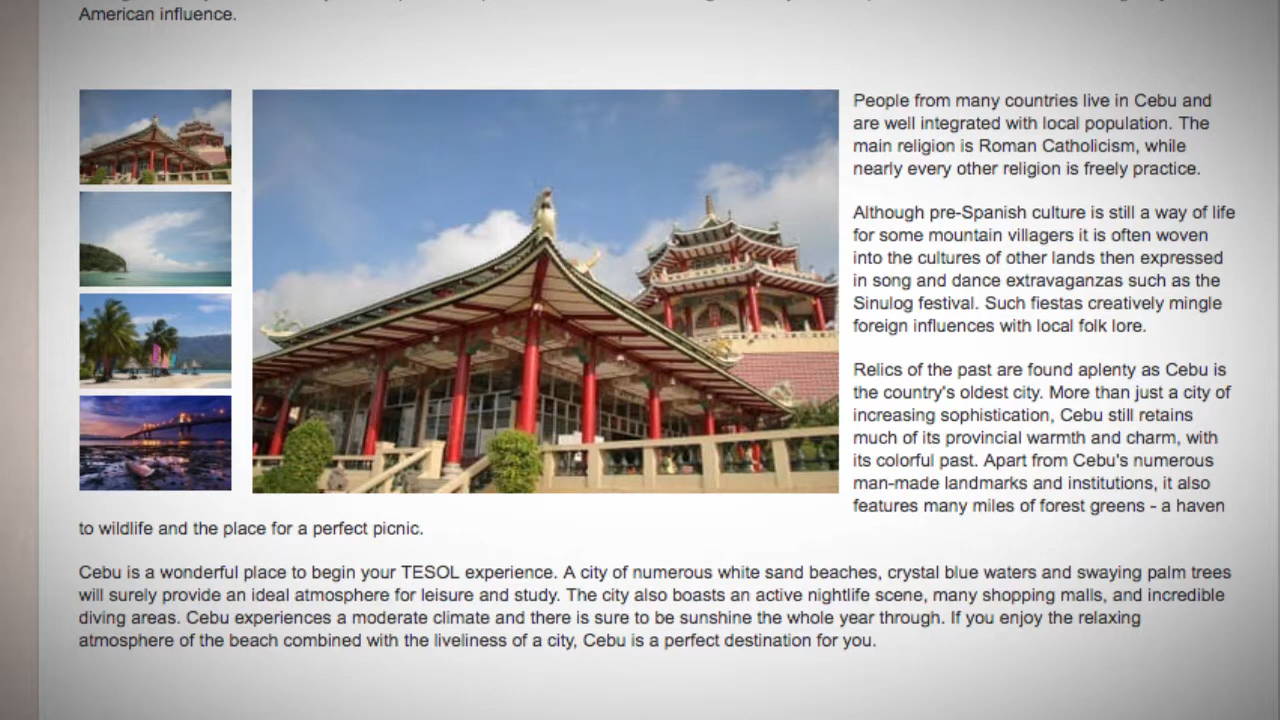 American influence.
People from many countries live in Cebu and
are well integrated with local population. The
main religion is Roman Catholicism, while
nearly every other religion is freely practice.
Although pre-Spanish culture is still a way of life
for some mountain villagers it is often woven
into the cultures of other lands then expressed
in song and dance extravaganzas such as the
Sinulog festival. Such fiestas creatively mingle
foreign influences with local folk lore.
Relics of the past are found aplenty as Cebu is
the country's oldest city. More than just a city of
increasing sophistication, Cebu still retains
much of its provincial warmth and charm, with
its colorful past. Apart from Cebu's numerous
man-made landmarks and institutions, it also
features many miles of forest greens - a haven
to wildlife and the place for a perfect picnic.
Cebu is a wonderful place to begin your TESOL experience. A city of numerous white sand beaches, crystal blue waters and swaying palm trees
will surely provide an ideal atmosphere for leisure and study. The city also boasts an active nightlife scene, many shopping malls, and incredible
diving areas. Cebu experiences a moderate climate and there is sure to be sunshine the whole year through. If you enjoy the relaxing
atmosphere of the beach combined with the liveliness of a city, Cebu is a perfect destination for you.